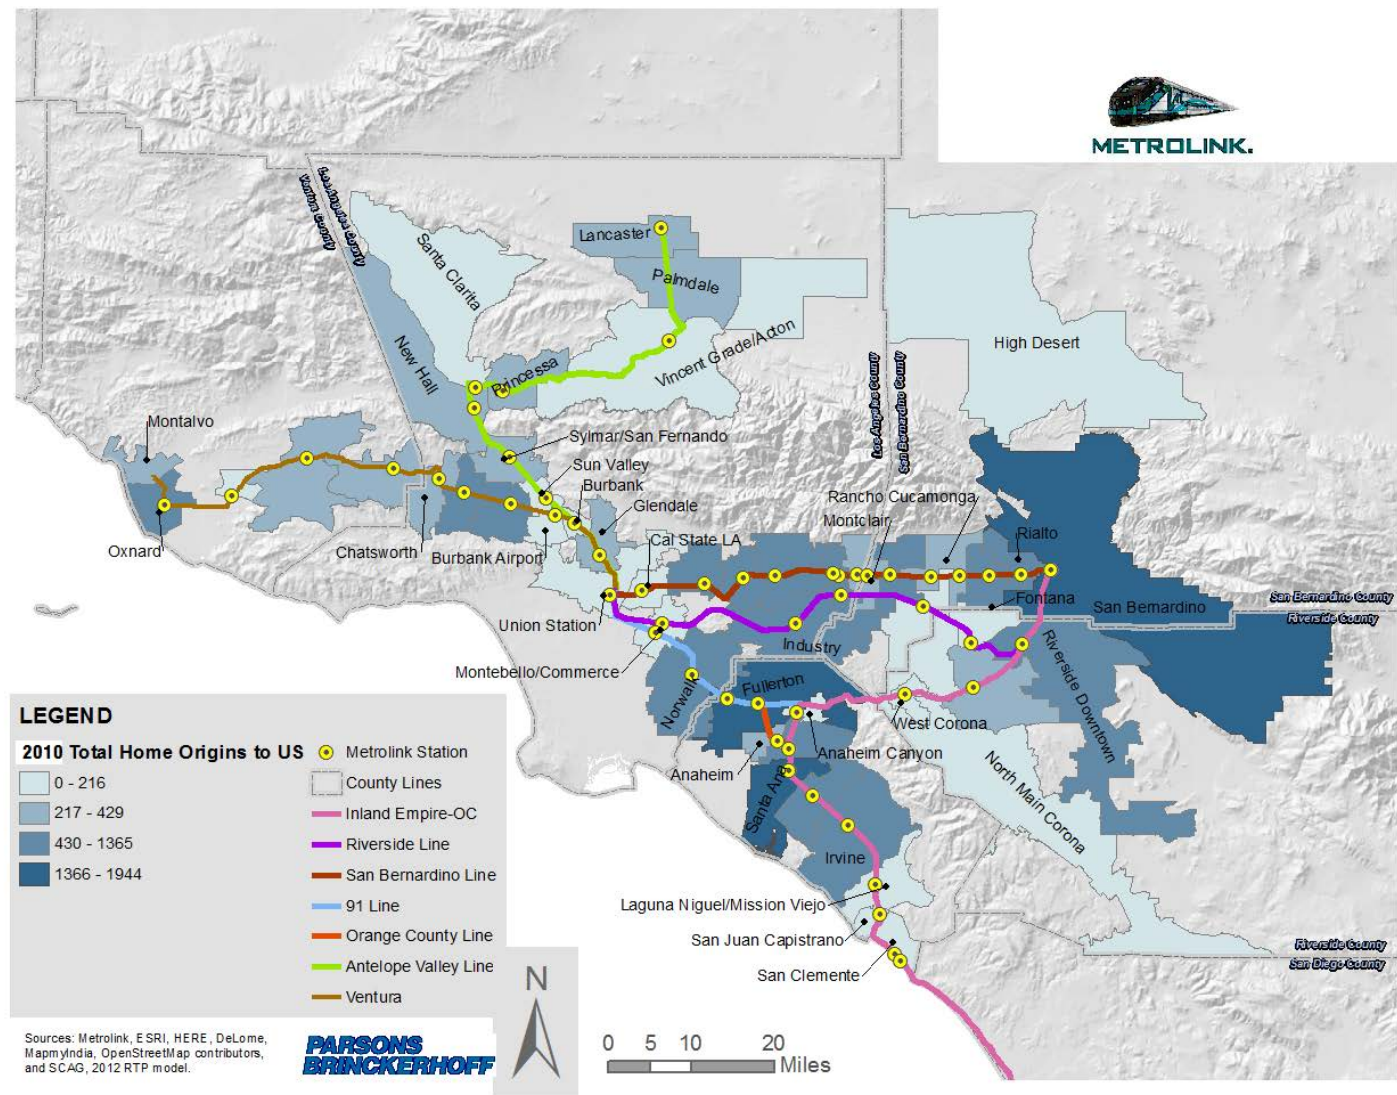 METROLINK.
Los Angeles County
Ventura County
Lancaster
Santa Clarita
Palmdale
High Desert
Vincent Grade/Acton
New Hall
Princessa
Los Angeles County
San Bernardino County
Montalvo
Sylmar/San Fernando
Sun Valley
Burbank
Rancho Cucamonga
Glendale
Montclair
Rialto
Oxnard
Chatsworth
Burbank Airport
Cal State LA
Fontana
San Bernardino
San Bernardino County
Riverside County
Union Station
Industry
Montebello/Commerce
Riverside Downtown
Fullerton
Norwalk
West Corona
Anaheim Canyon
Anaheim
North Main Corona
Santa Ana
Irvine
Laguna Niguel/Mission Viejo
San Juan Capistrano
San Clemente
Riverside County
San Diego County
LEGEND
2010 Total Home Origins to US
0 - 216
217 - 429
430 - 1365
1366 - 1944
Metrolink Station
County Lines
Inland Empire-OC
Riverside Line
San Bernardino Line
91 Line
Orange County Line
Antelope Valley Line
Ventura
N
0 5 10 20
Miles
Sources: Metrolink, ESRI, HERE, DeLome,
MapmyIndia, OpenStreetMap contributors,
and SCAG, 2012 RTP model.
PARSONS
BRINCKERHOFF